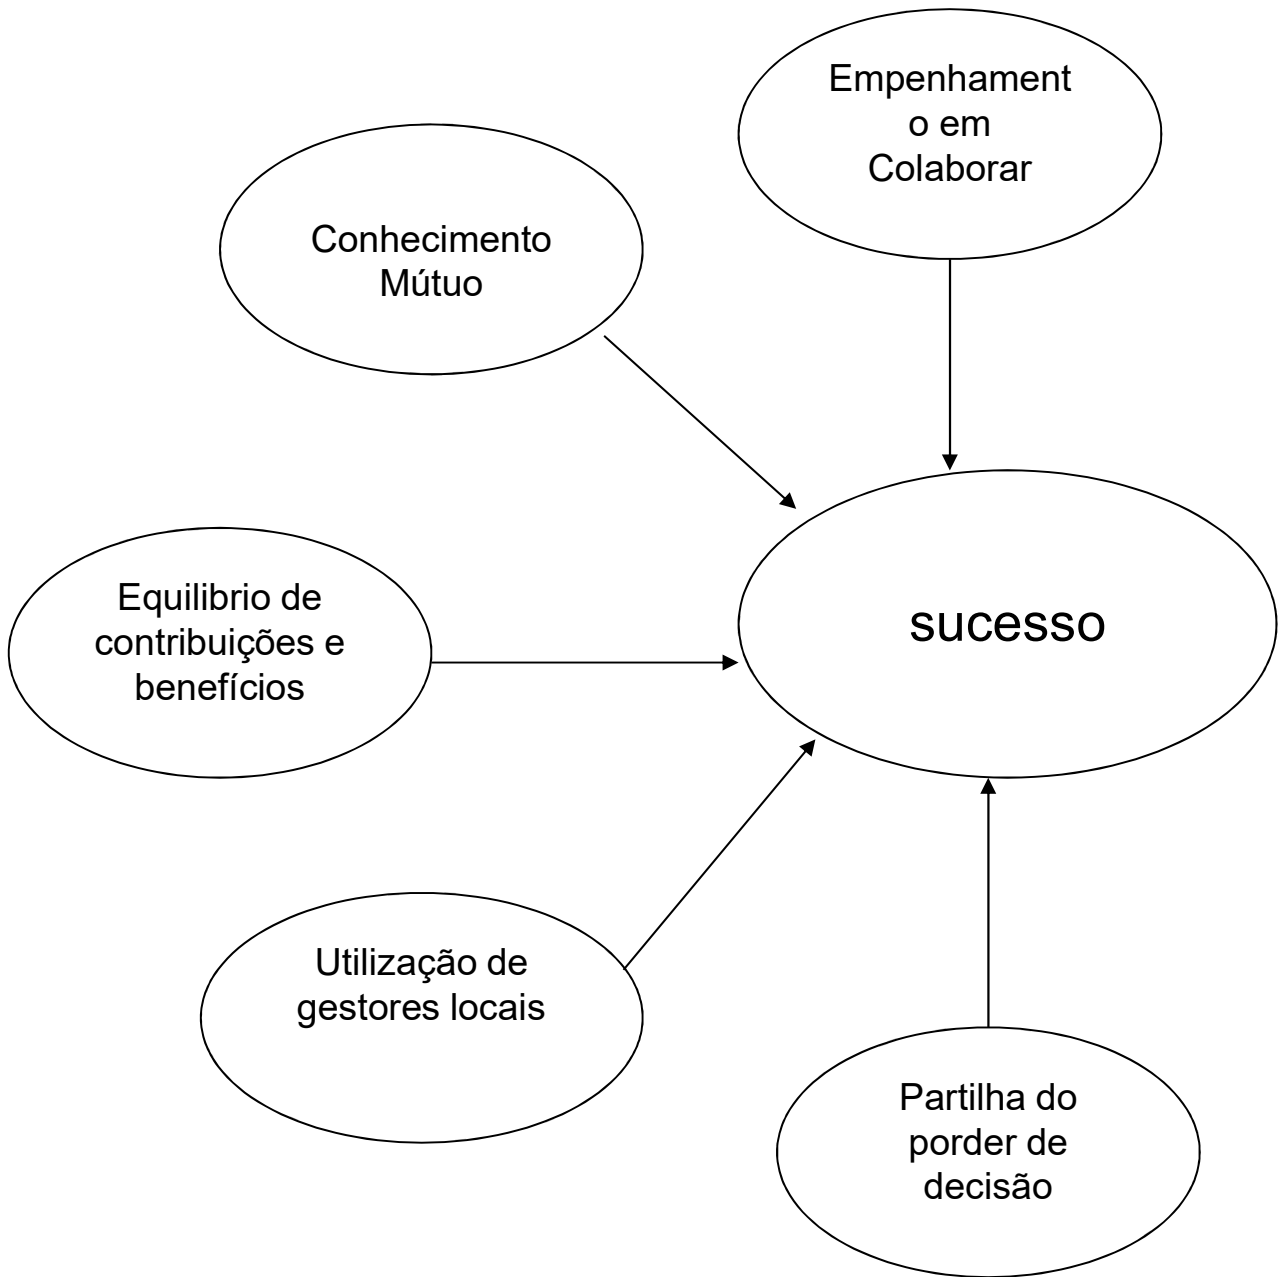 Empenhament
o em
Colaborar
Conhecimento
Mútuo
sucesso
Equilibrio de
contribuições e
benefícios
Utilização de
gestores locais
Partilha do
porder de
decisão